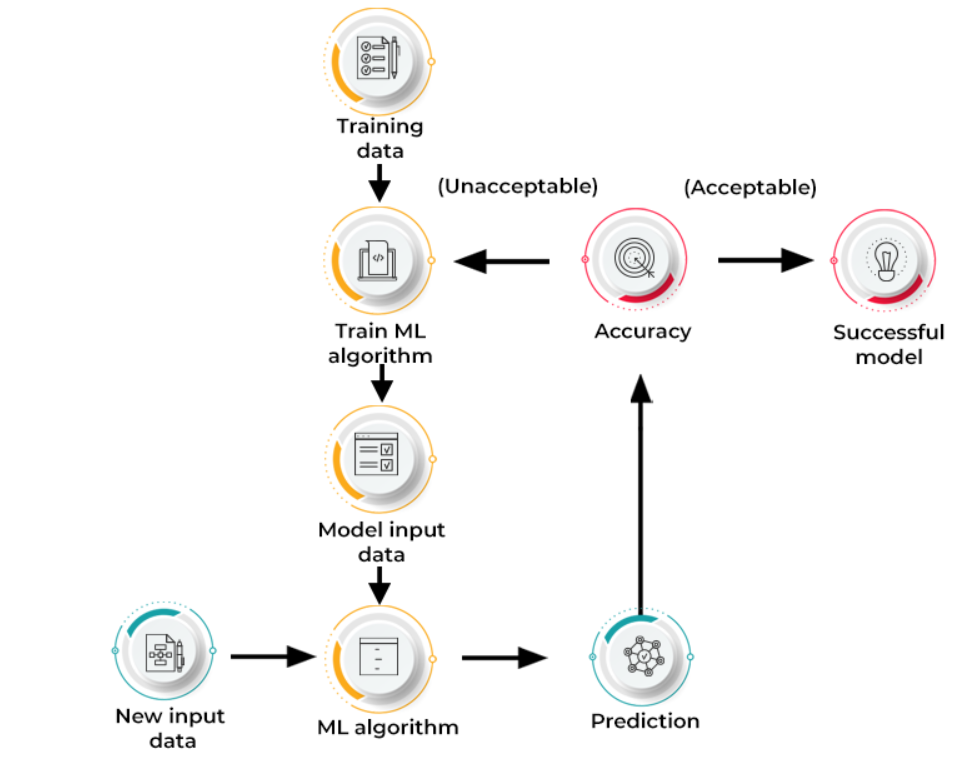 Training
data
(Unacceptable)
(Acceptable)
Train ML
algorithm
Accuracy
Successful
model
Model input
data
New input
data
ML algorithm
Prediction